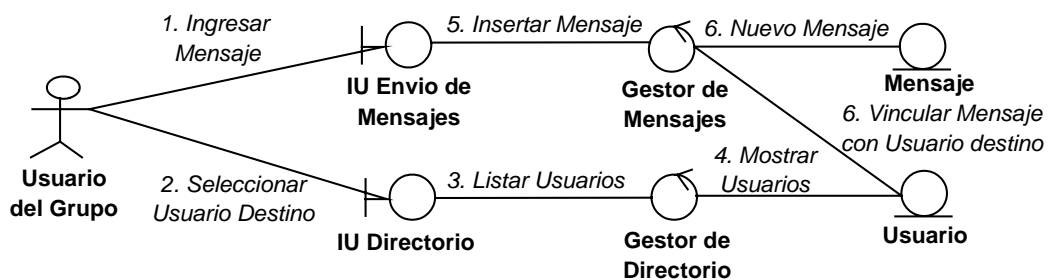 1. Ingresar
Mensaje
5. Insertar Mensaje
6. Nuevo Mensaje
IU Envio de
Mensajes
Gestor de
Mensajes
Mensaje
6. Vincular Mensaje
con Usuario destino
Usuario
del Grupo
2. Seleccionar
Usuario Destino
3. Listar Usuarios
4. Mostrar
Usuarios
IU Directorio
Gestor de
Directorio
Usuario